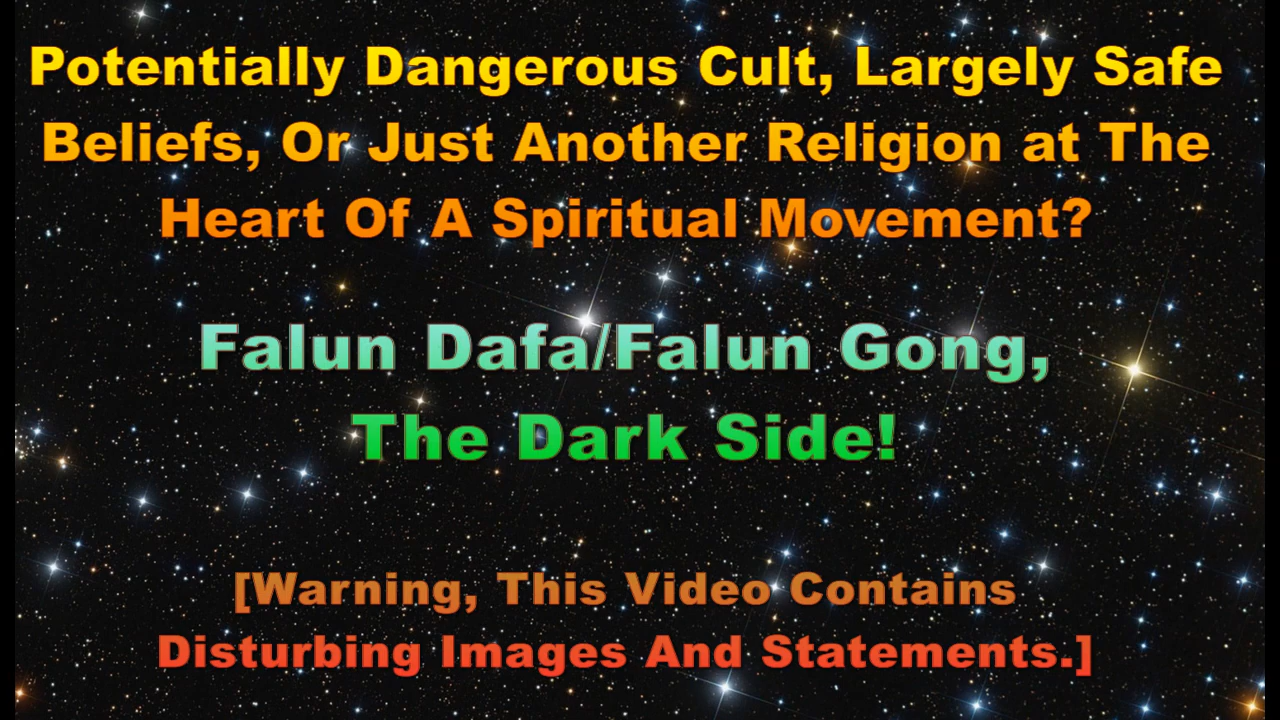 Potentially Dangerous Cult, Largely Safe
Beliefs, Or Just Another Religion at The
Heart Of A Spiritual Movement?
Falun Dafa/Falun Gong,
The Dark Side!
[Warning, This Video Contains
Disturbing Images And Statements.]